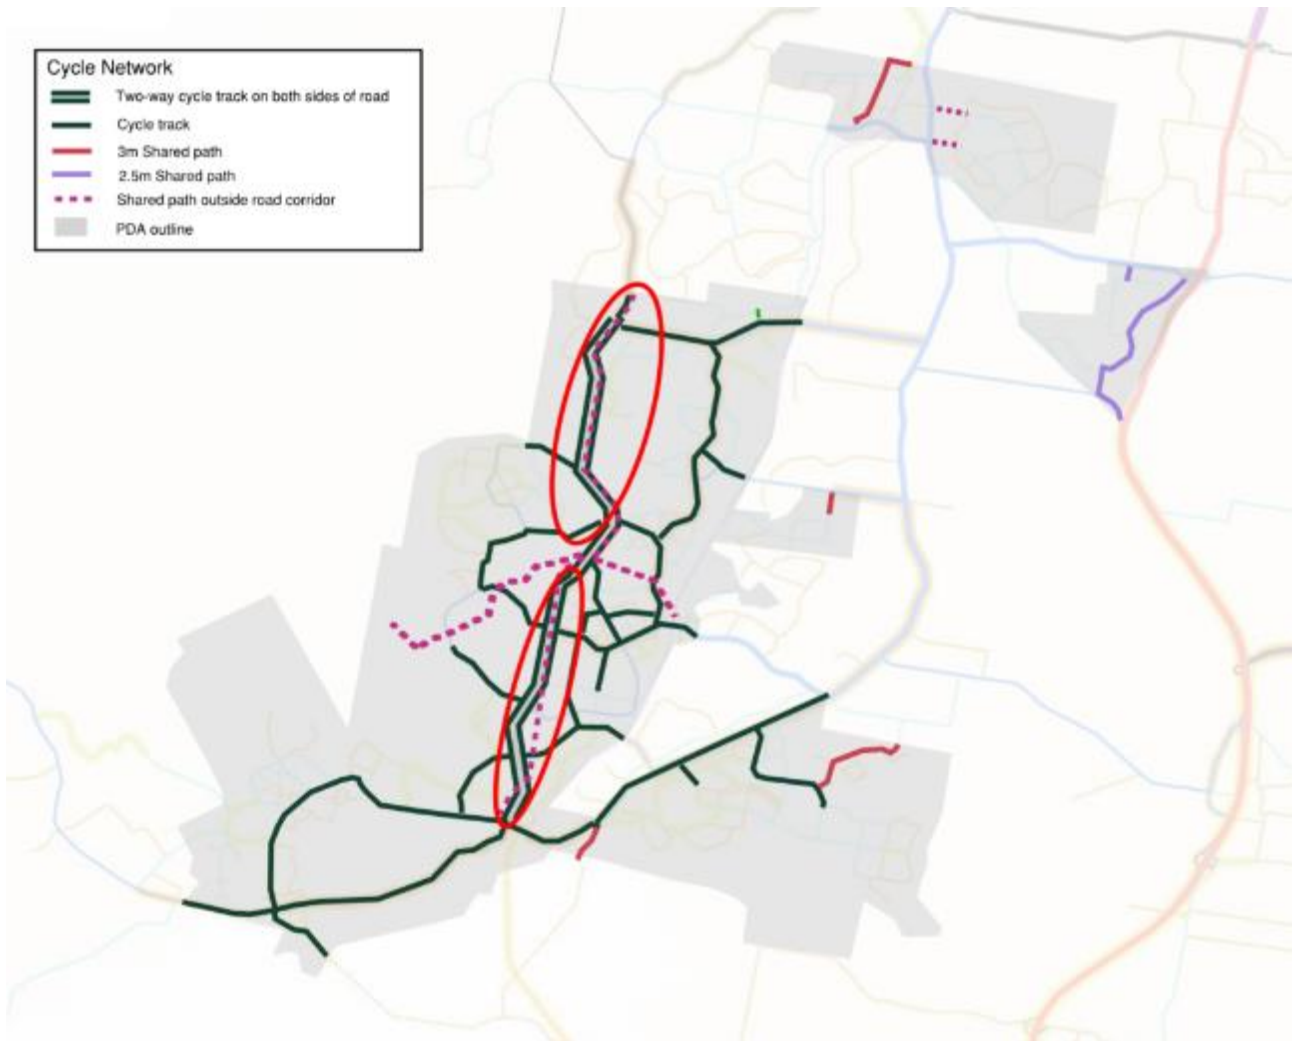 Cycle Network
Two-way cycle track on both sides of road
Cycle track
3m Shared path
2.5m Shared path
Shared path outside road corridor
PDA outline